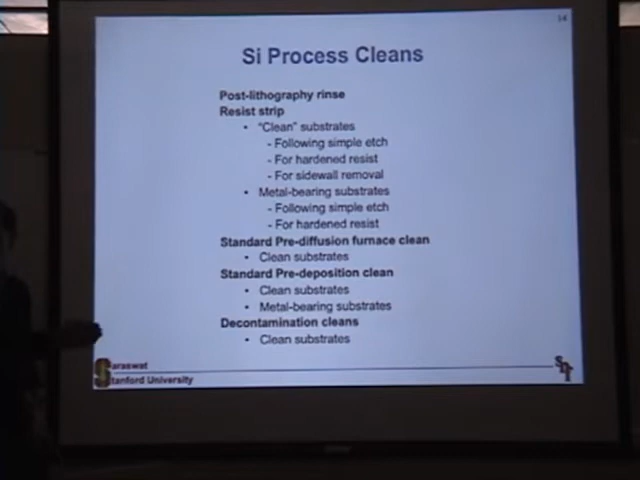 14
Si Process Cleans
Post-lithography rinse
Resist strip
• "Clean" substrates
- Following simple etch
- For hardened resist
- For sidewall removal
• Metal-bearing substrates
- Following simple etch
- For hardened resist
Standard Pre-diffusion furnace clean
• Clean substrates
Standard Pre-deposition clean
• Clean substrates
• Metal-bearing substrates
Decontamination cleans
• Clean substrates
Saraswat
Stanford University